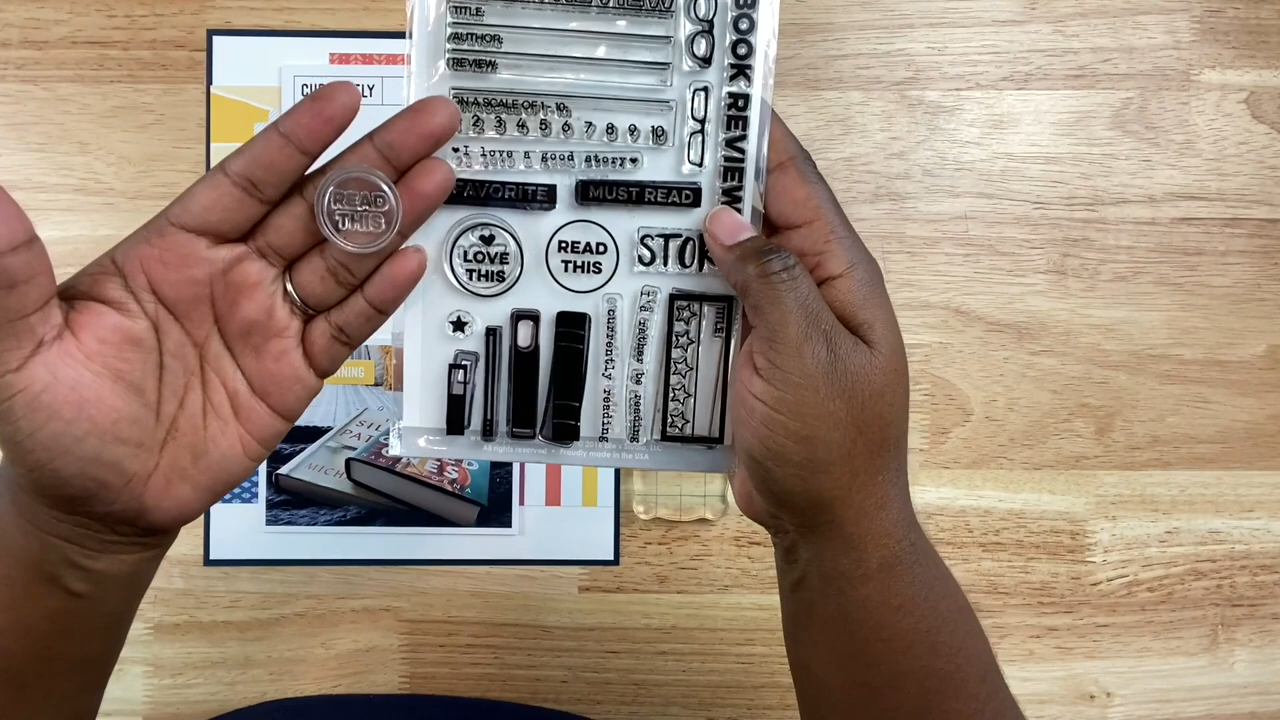 REVIEW
TITLE:
AUTHOR:
REVIEW:
ON A SCALE OF 1 - 10:
1 2 3 4 5 6 7 8 9 10
I love a good story
FAVORITE
MUST READ
BOOK REVIEW
READ
THIS
LOVE
THIS
READ
THIS
STOR
currently reading
I'd rather be reading
TITLE
All rights reserved • Proudly made in the USA